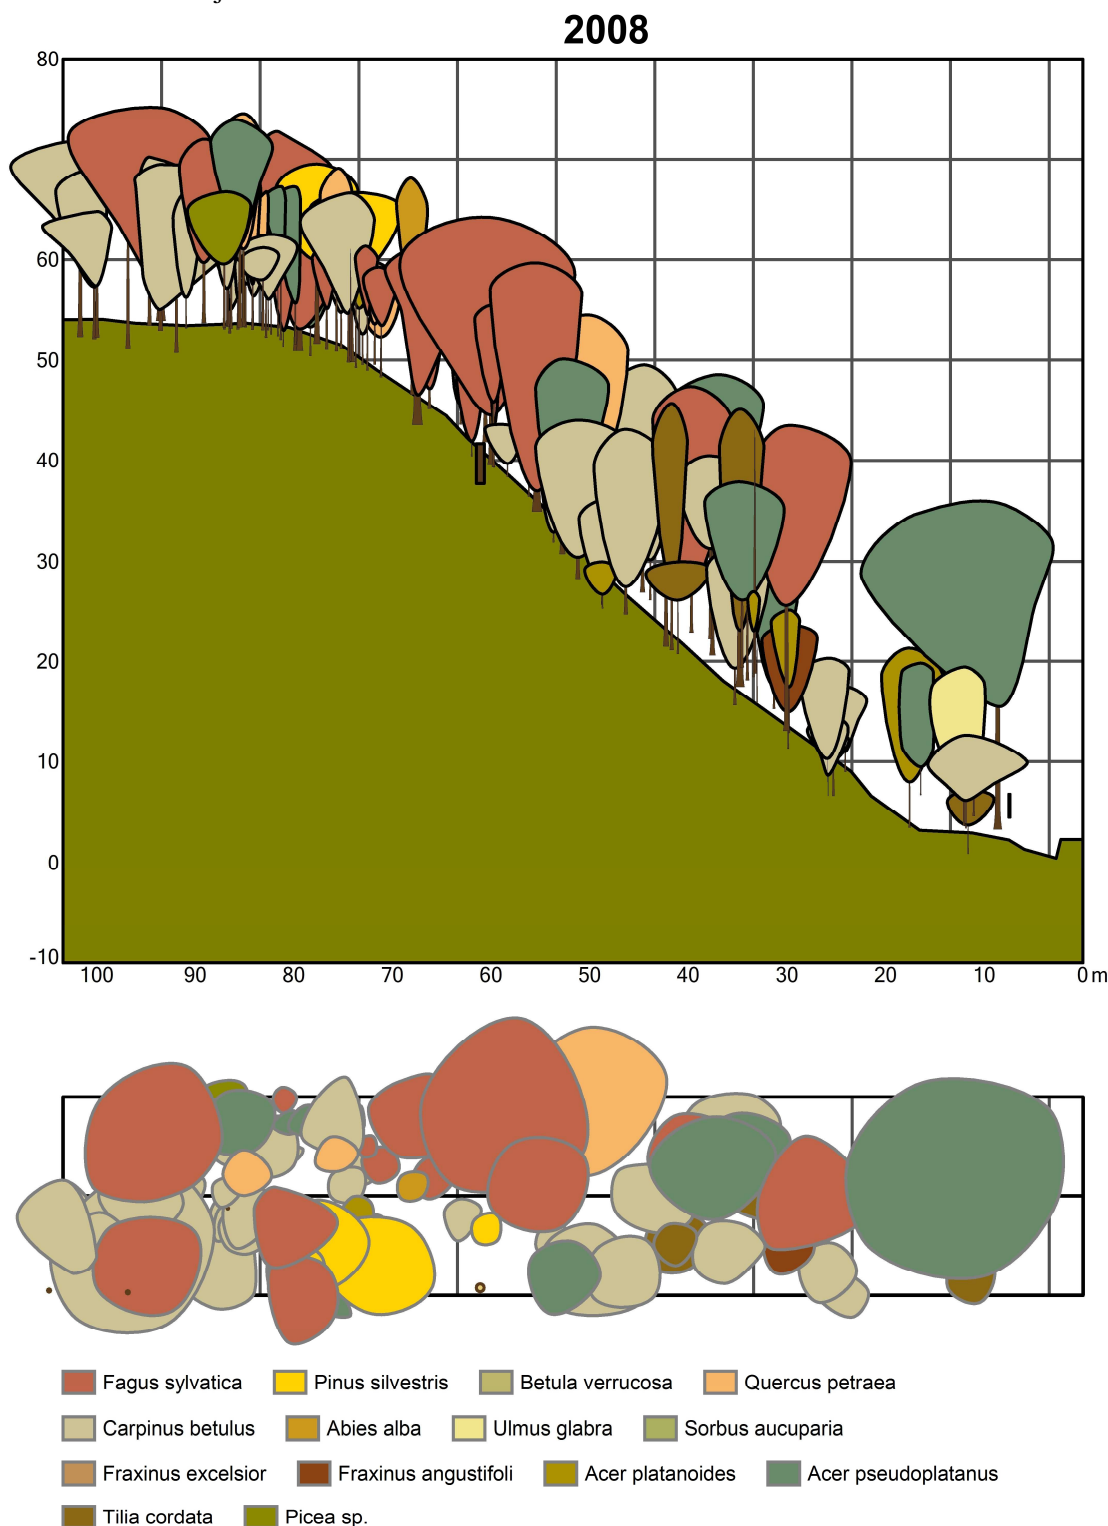 2008
80
60
50
40
30
20
10
0
-10
100 90 80 70 60 50 40 30 20 10 0 m
Fagus sylvatica Pinus silvestris Betula verrucosa Quercus petraea
Carpinus betulus Abies alba Ulmus glabra Sorbus aucuparia
Fraxinus excelsior Fraxinus angustifoli Acer platanoides Acer pseudoplatanus
Tilia cordata Picea sp.